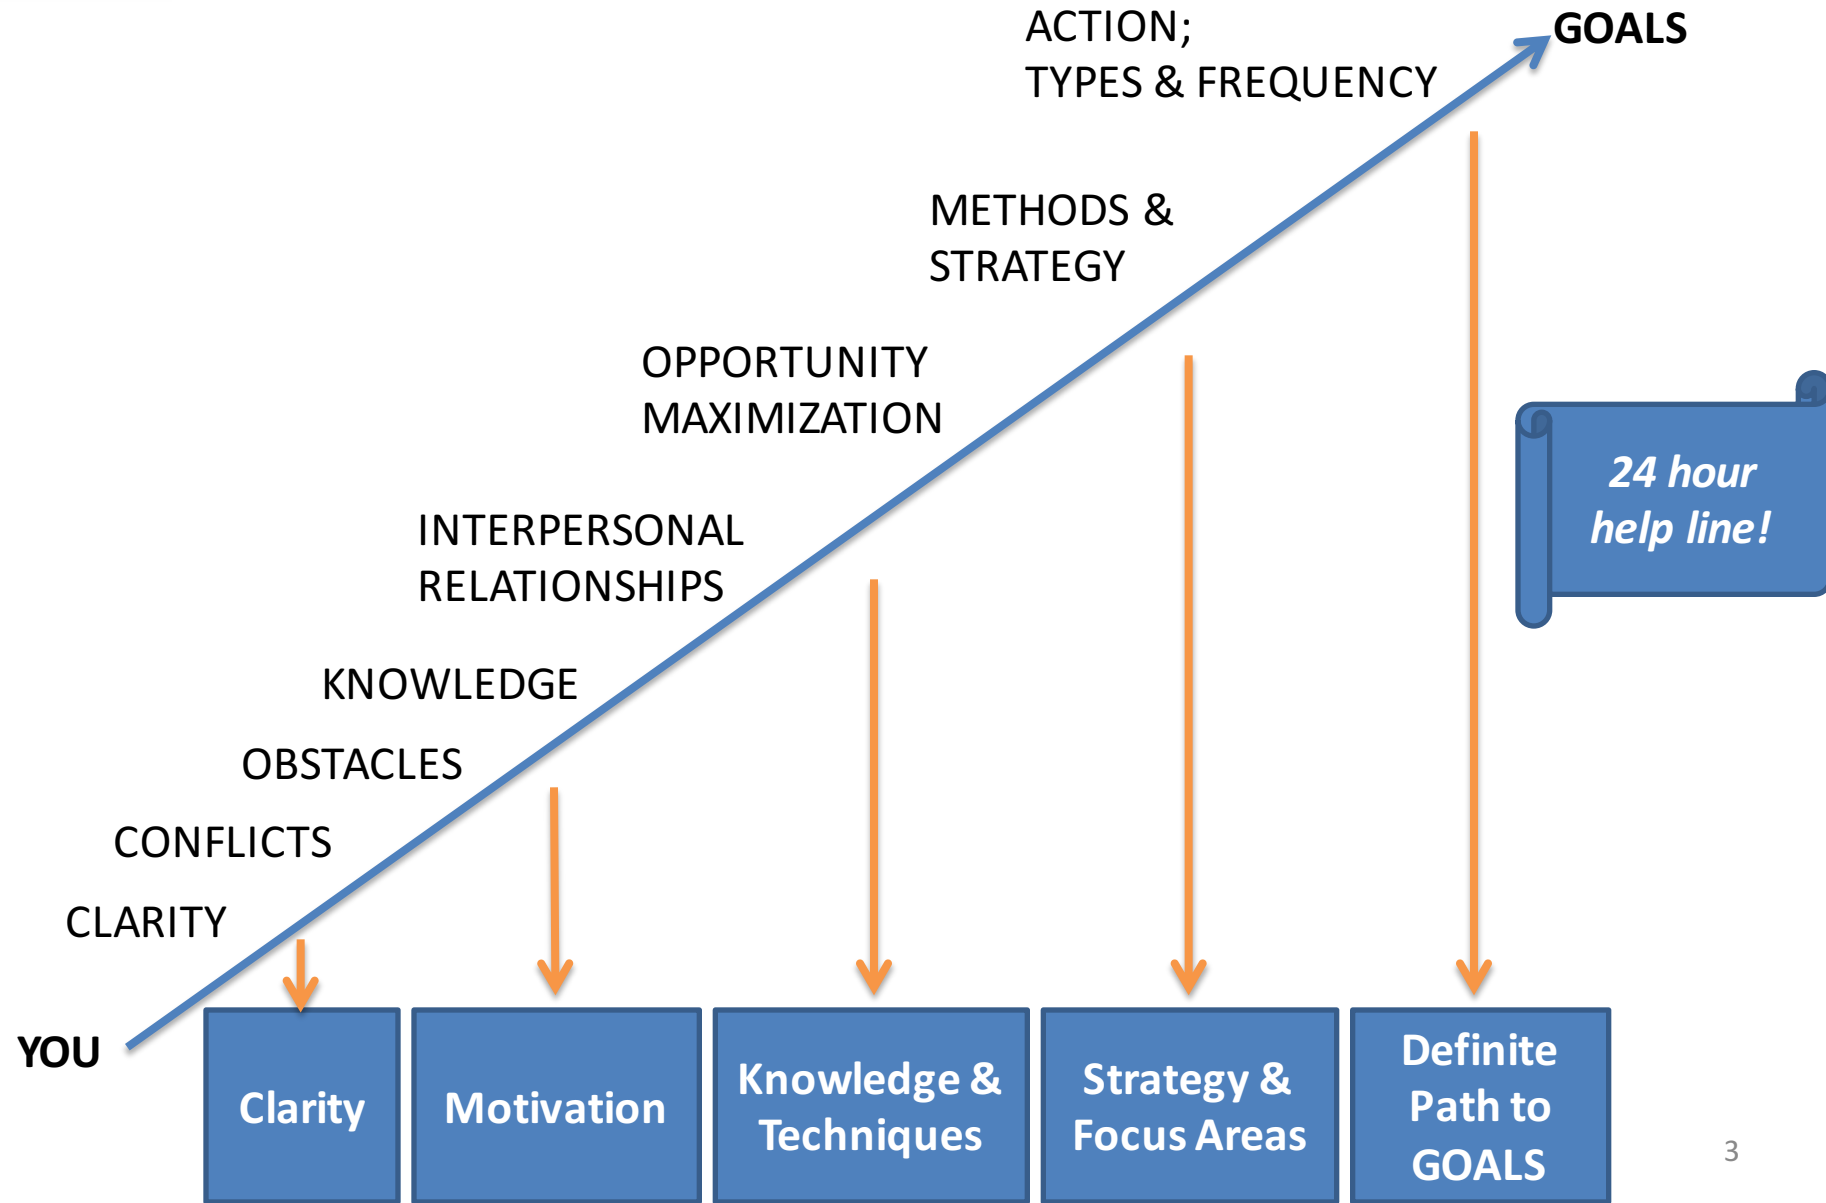 ACTION;
TYPES & FREQUENCY
GOALS
METHODS &
STRATEGY
OPPORTUNITY
MAXIMIZATION
24 hour
help line!
INTERPERSONAL
RELATIONSHIPS
KNOWLEDGE
OBSTACLES
CONFLICTS
CLARITY
YOU
Clarity
Motivation
Knowledge &
Techniques
Strategy &
Focus Areas
Definite
Path to
GOALS
3